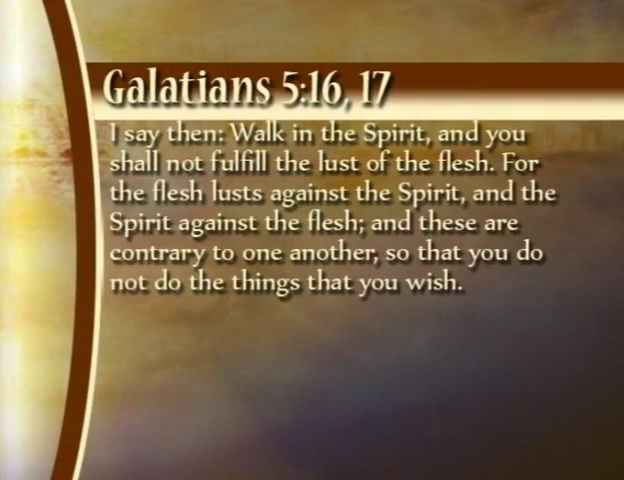 Galatians 5:16, 17
I say then: Walk in the Spirit, and you
shall not fulfill the lust of the flesh. For
the flesh lusts against the Spirit, and the
Spirit against the flesh; and these are
contrary to one another, so that you do
not do the things that you wish.